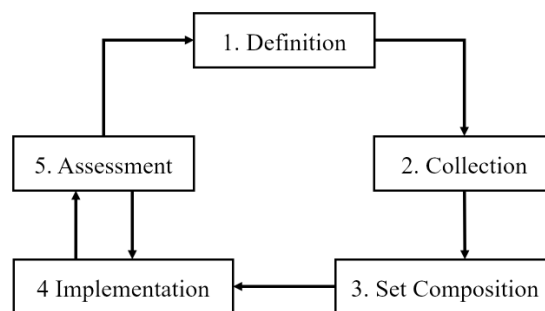 1. Definition
2. Collection
3. Set Composition
4 Implementation
5. Assessment